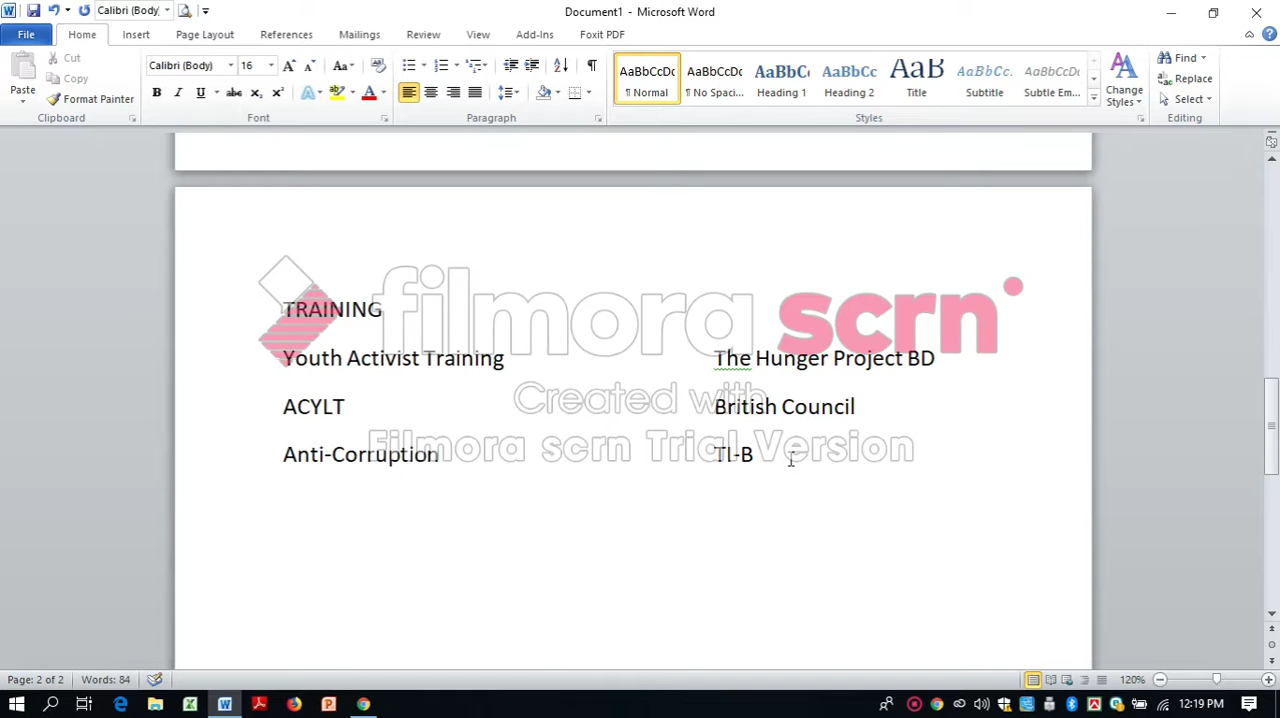 Calibri (Body)
Document1 - Microsoft Word
File Home Insert Page Layout References Mailings Review View Add-Ins Foxit PDF
Paste Cut Copy Format Painter
Calibri (Body) 16
AaBbCcDc AaBbCcDc AaBbC AaBbCc AaB AaBbCc. AaBbCcDc
¶ Normal ¶ No Spaci... Heading 1 Heading 2 Title Subtitle Subtle Em...
Change Styles
Find Replace Select
Clipboard Font Paragraph Styles Editing
TRAINING
filmora scrn
Youth Activist Training The Hunger Project BD
Created with
ACYLT British Council
Filmora scrn Trial Version
Anti-Corruption TI-B
Page: 2 of 2 Words: 84 120%
12:19 PM